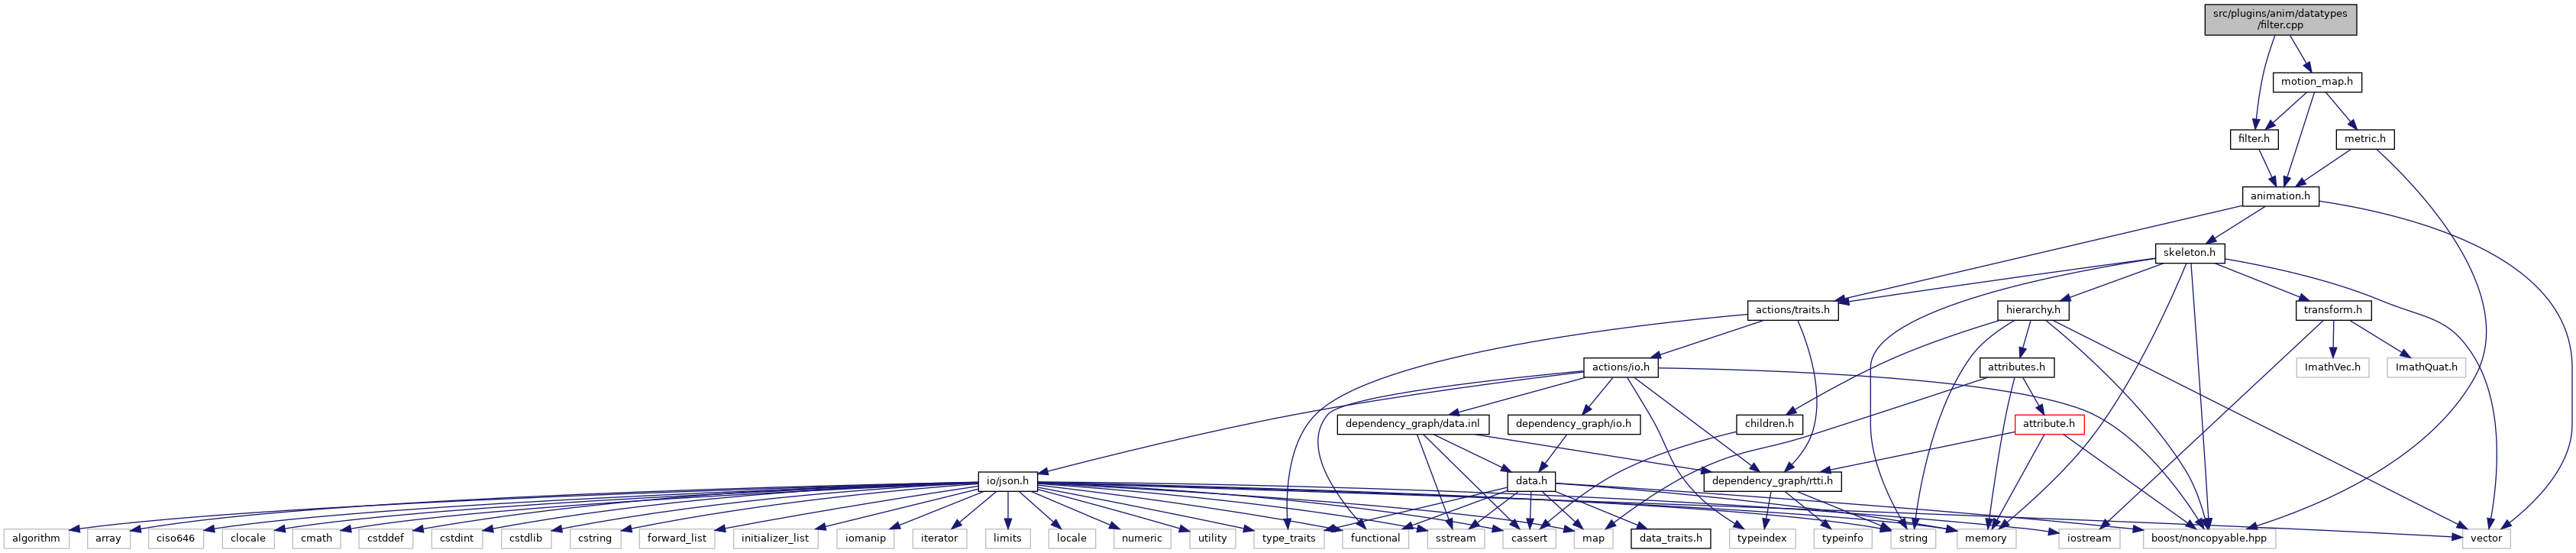 src/plugins/anim/datatypes
/filter.cpp
motion_map.h
filter.h
metric.h
animation.h
skeleton.h
actions/traits.h
hierarchy.h
transform.h
actions/io.h
attributes.h
ImathVec.h
ImathQuat.h
dependency_graph/data.inl
dependency_graph/io.h
children.h
attribute.h
io/json.h
data.h
dependency_graph/rtti.h
algorithm
array
ciso646
clocale
cmath
cstddef
cstdint
cstdlib
cstring
forward_list
initializer_list
iomanip
iterator
limits
locale
numeric
utility
type_traits
functional
sstream
cassert
map
data_traits.h
typeindex
typeinfo
string
memory
iostream
boost/noncopyable.hpp
vector